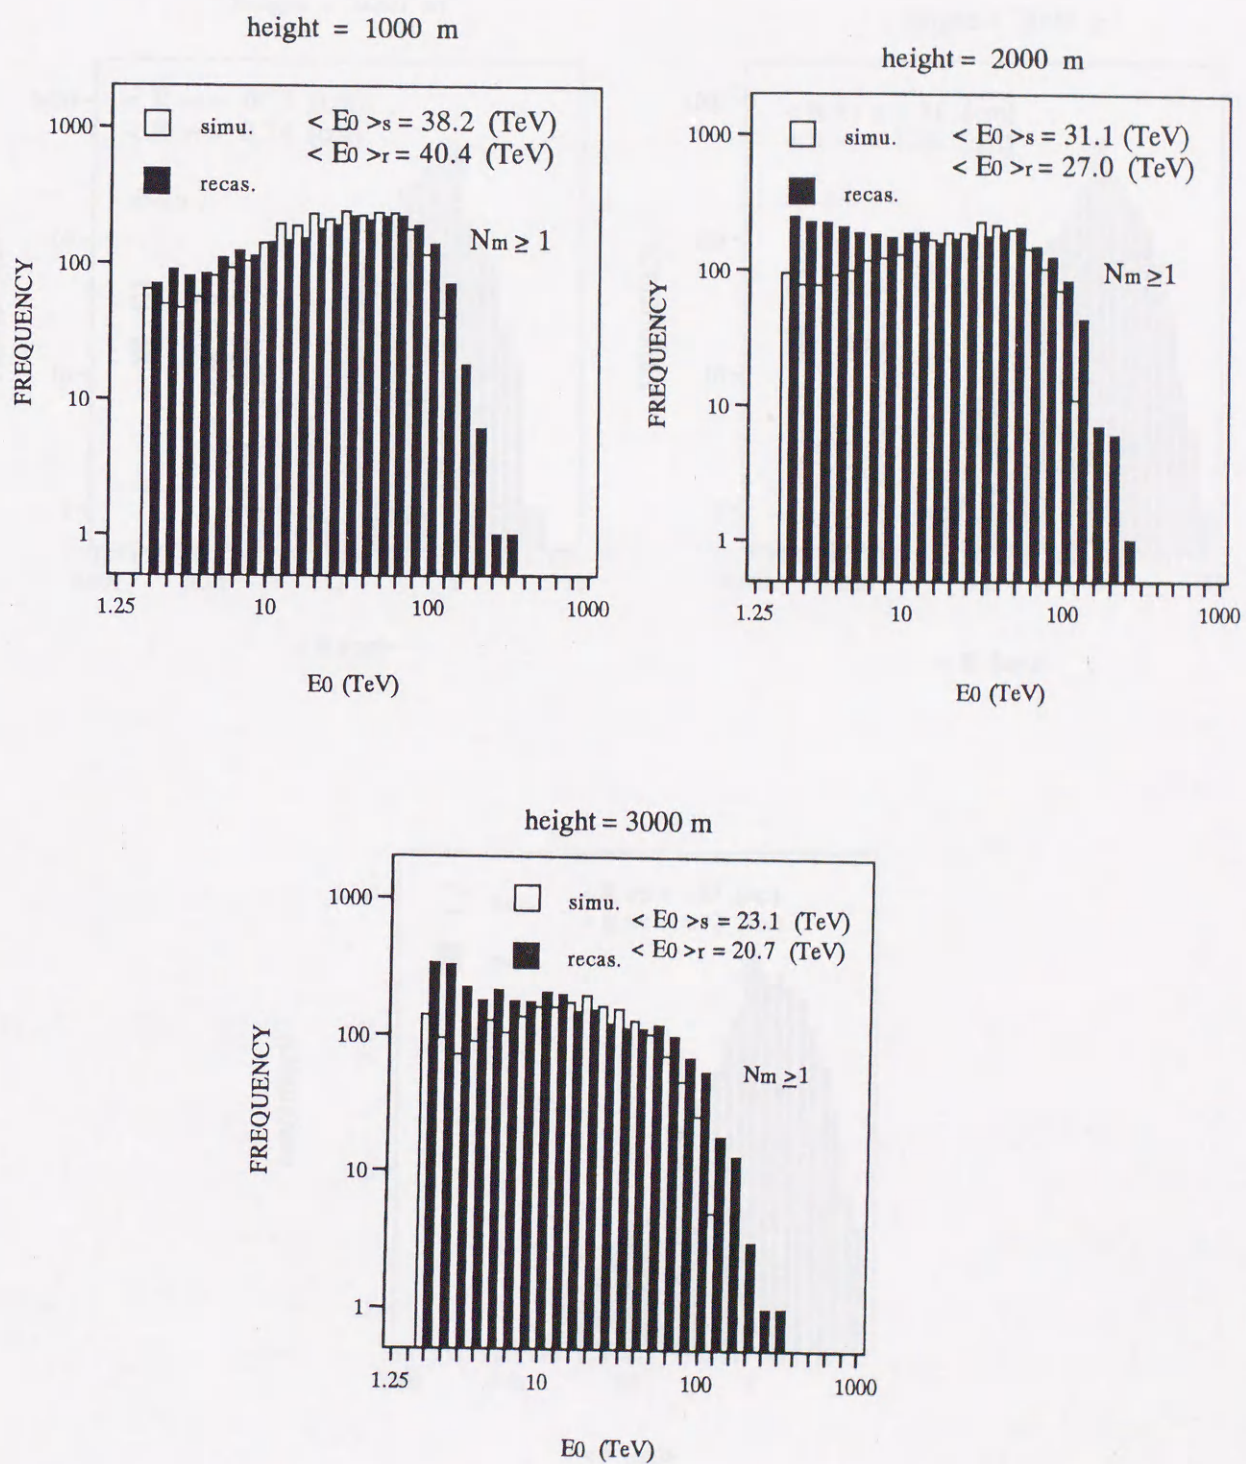 height = 1000 m
1000
100
10
1
FREQUENCY
simu.
recas.
< E0 >s = 38.2 (TeV)
< E0 >r = 40.4 (TeV)
Nm ≥ 1
1.25 10 100 1000
E0 (TeV)
height = 2000 m
1000
100
10
1
FREQUENCY
simu.
recas.
< E0 >s = 31.1 (TeV)
< E0 >r = 27.0 (TeV)
Nm ≥1
1.25 10 100 1000
E0 (TeV)
height = 3000 m
1000
100
10
1
FREQUENCY
simu.
recas.
< E0 >s = 23.1 (TeV)
< E0 >r = 20.7 (TeV)
Nm ≥1
1.25 10 100 1000
E0 (TeV)